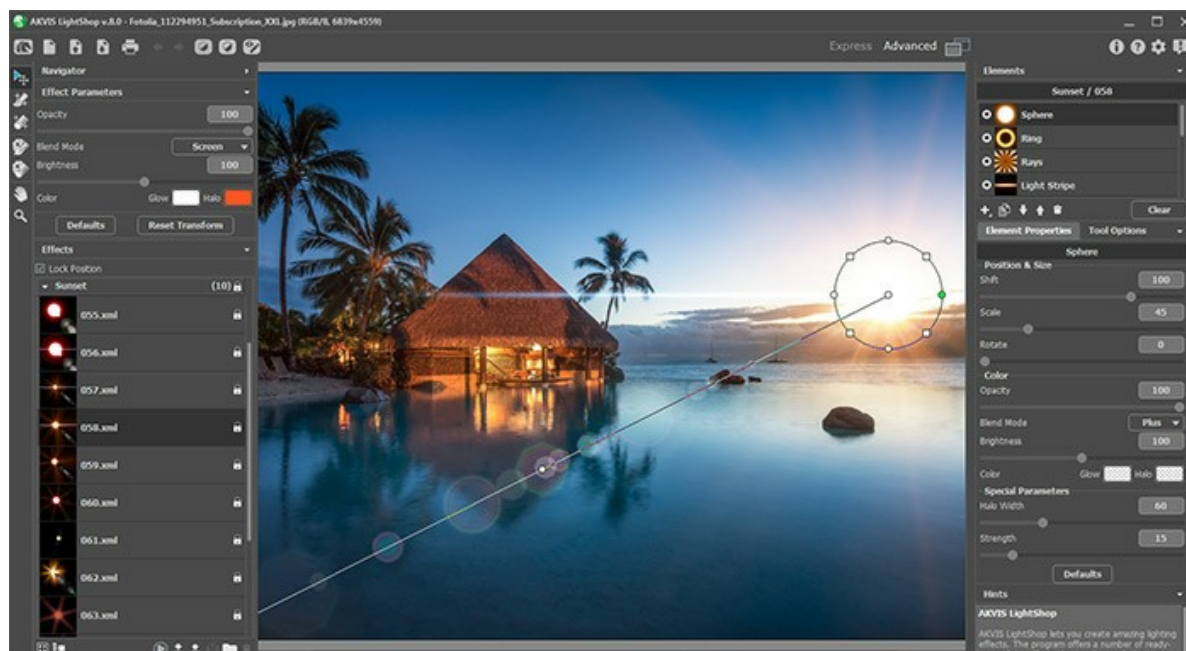 AKVIS LightShop v.8.0 - Fotolia_112294951_Subscription_XXL.jpg (RGB/8, 6839x4559)
Express Advanced
Navigator
Effect Parameters
Opacity 100
Blend Mode Screen
Brightness 100
Color Glow Halo
Defaults Reset Transform
Effects
Lock Position
Sunset (10)
055.xml
056.xml
057.xml
058.xml
059.xml
060.xml
061.xml
062.xml
063.xml
Elements
Sunset / 058
Sphere
Ring
Rays
Light Stripe
Clear
Element Properties Tool Options
Sphere
Position & Size
Shift 100
Scale 45
Rotate 0
Color
Opacity 100
Blend Mode Plus
Brightness 100
Color Glow Halo
Special Parameters
Halo Width 60
Strength 15
Defaults
Hints
AKVIS LightShop
AKVIS LightShop lets you create amazing lighting
effects. The program offers a number of ready-